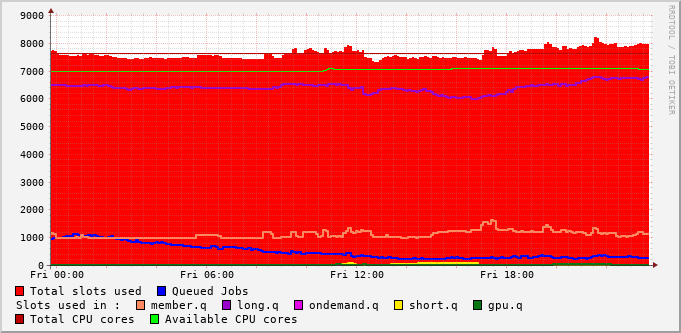 9000
8000
7000
6000
5000
4000
3000
2000
1000
0
Fri 00:00 Fri 06:00 Fri 12:00 Fri 18:00
Total slots used Queued Jobs
Slots used in : member.q long.q ondemand.q short.q gpu.q
Total CPU cores Available CPU cores
RRDTOOL / TOBI OETIKER